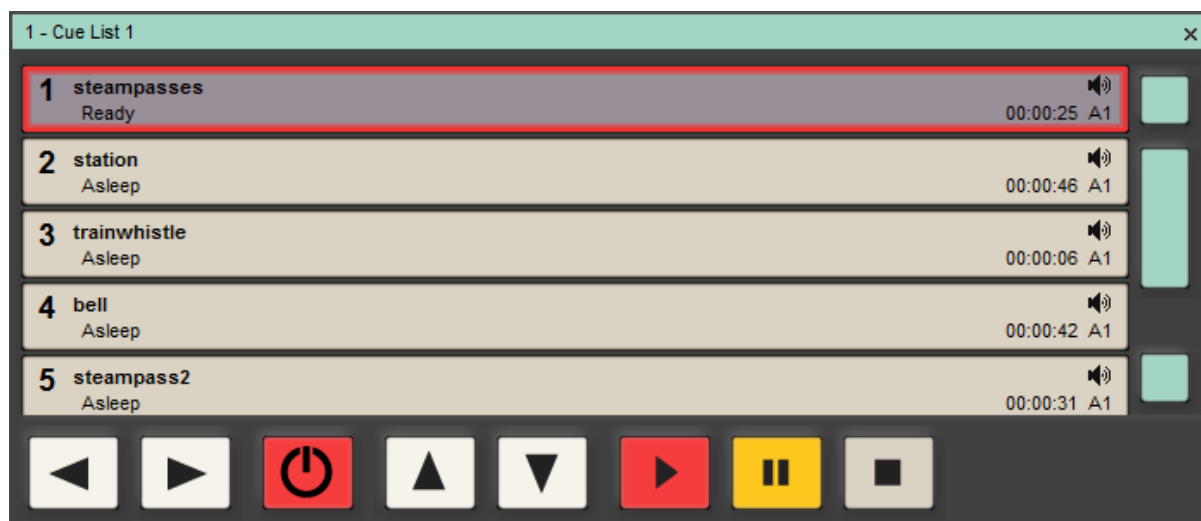 1 - Cue List 1
1 steampasses
Ready 00:00:25 A1
2 station
Asleep 00:00:46 A1
3 trainwhistle
Asleep 00:00:06 A1
4 bell
Asleep 00:00:42 A1
5 steampass2
Asleep 00:00:31 A1